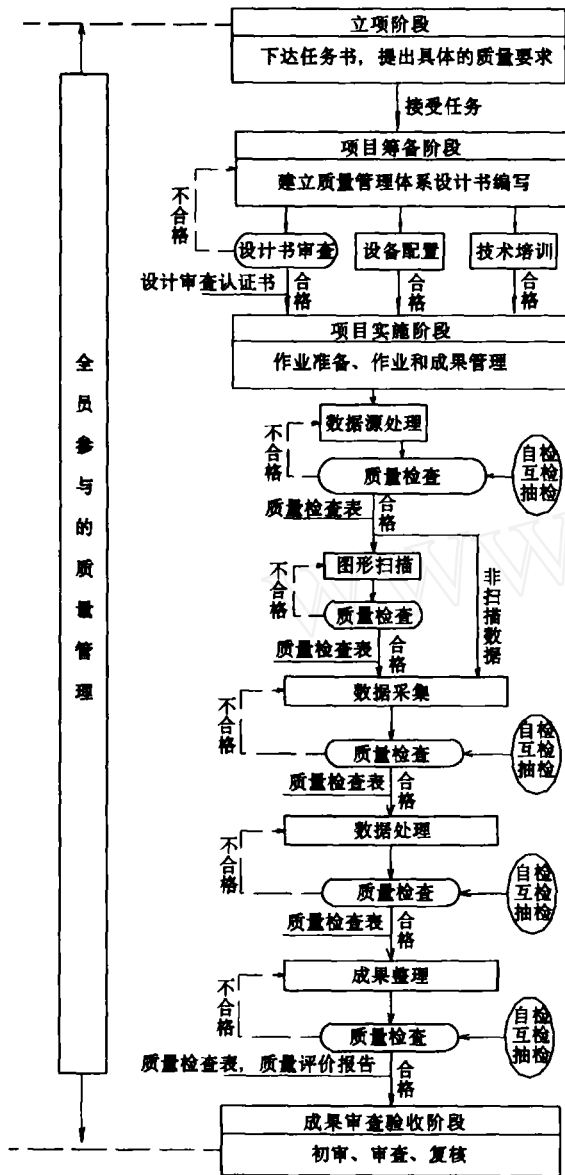 立项阶段
下达任务书，提出具体的质量要求
接受任务
项目筹备阶段
建立质量管理体系设计书编写
不合格
设计书审查
设备配置
技术培训
设计审查认证书
合格
合格
合格
项目实施阶段
作业准备、作业和成果管理
全员参与的质量管理
数据源处理
不合格
质量检查
自检
互检
抽检
质量检查表
合格
图形扫描
不合格
质量检查
非扫描数据
质量检查表
合格
数据采集
不合格
质量检查
自检
互检
抽检
质量检查表
合格
数据处理
不合格
质量检查
自检
互检
抽检
质量检查表
合格
成果整理
不合格
质量检查
自检
互检
抽检
质量检查表，质量评价报告
合格
成果审查验收阶段
初审、审查、复核